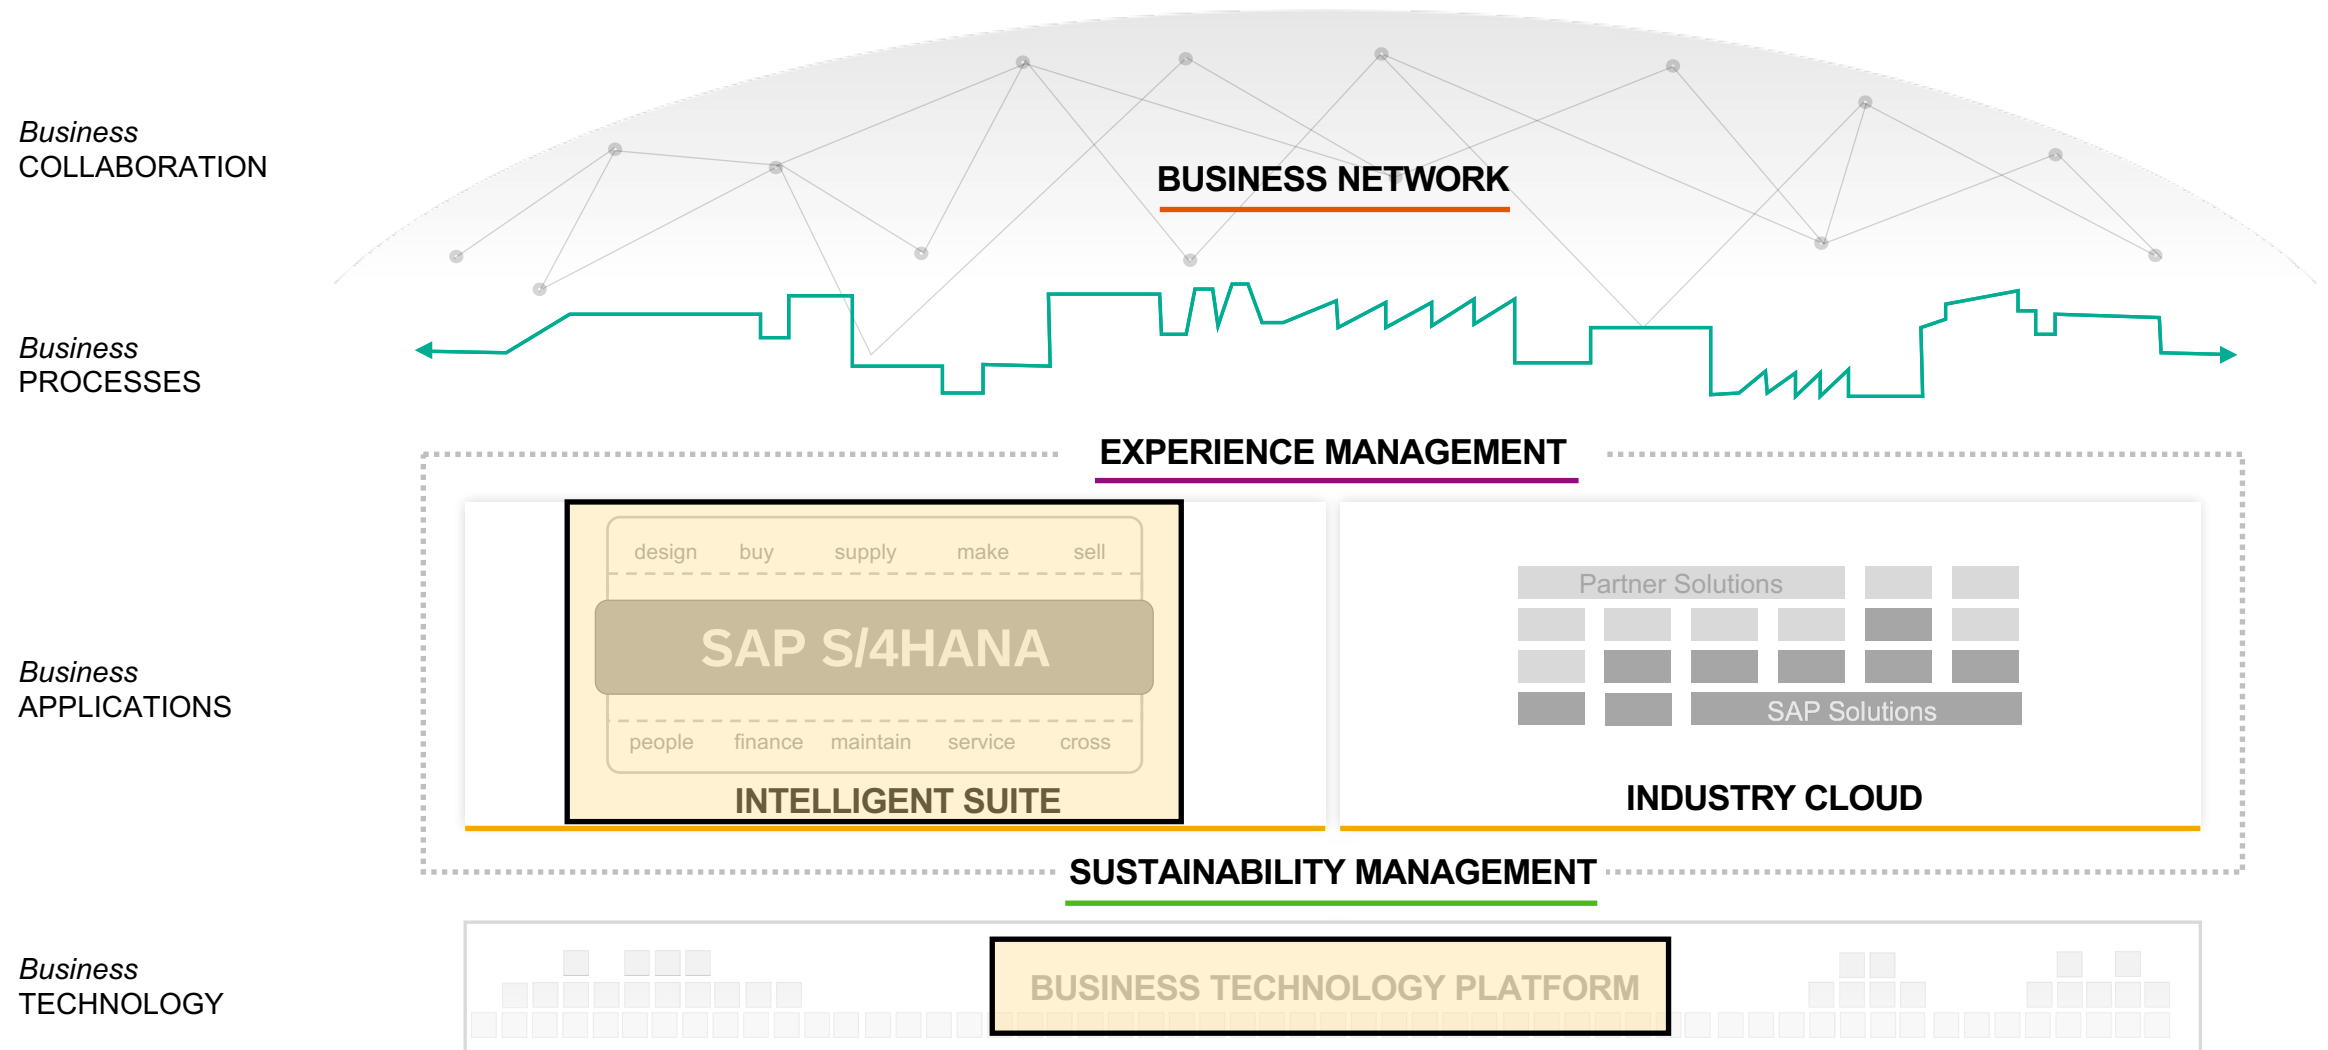 Business
COLLABORATION
BUSINESS NETWORK
Business
PROCESSES
EXPERIENCE MANAGEMENT
design buy supply make sell
SAP S/4HANA
people finance maintain service cross
INTELLIGENT SUITE
Partner Solutions
SAP Solutions
INDUSTRY CLOUD
Business
APPLICATIONS
SUSTAINABILITY MANAGEMENT
Business
TECHNOLOGY
BUSINESS TECHNOLOGY PLATFORM